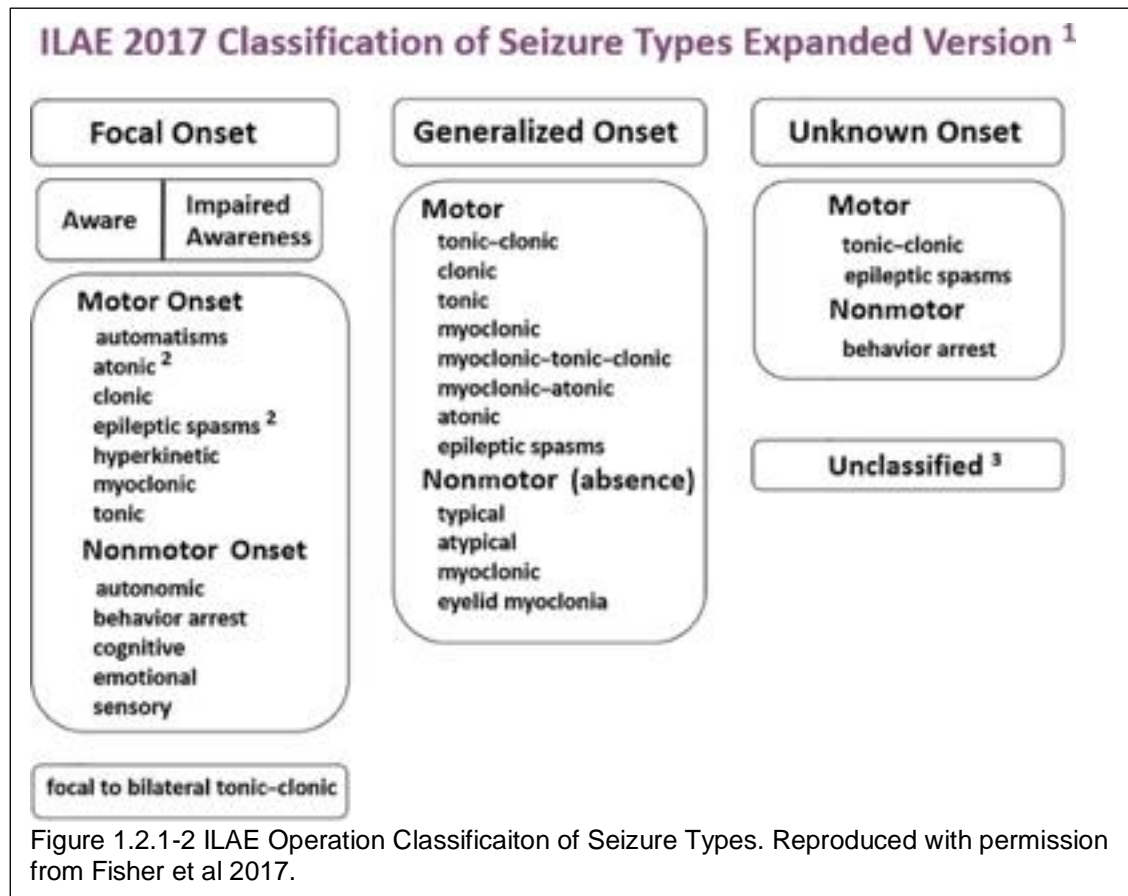 ILAE 2017 Classification of Seizure Types Expanded Version 1
Focal Onset
Aware
Impaired
Awareness
Motor Onset
automatisms
atonic 2
clonic
epileptic spasms 2
hyperkinetic
myoclonic
tonic
Nonmotor Onset
autonomic
behavior arrest
cognitive
emotional
sensory
focal to bilateral tonic–clonic
Generalized Onset
Motor
tonic–clonic
clonic
tonic
myoclonic
myoclonic–tonic–clonic
myoclonic–atonic
atonic
epileptic spasms
Nonmotor (absence)
typical
atypical
myoclonic
eyelid myoclonia
Unknown Onset
Motor
tonic–clonic
epileptic spasms
Nonmotor
behavior arrest
Unclassified 3
Figure 1.2.1-2 ILAE Operation Classificaiton of Seizure Types. Reproduced with permission
from Fisher et al 2017.